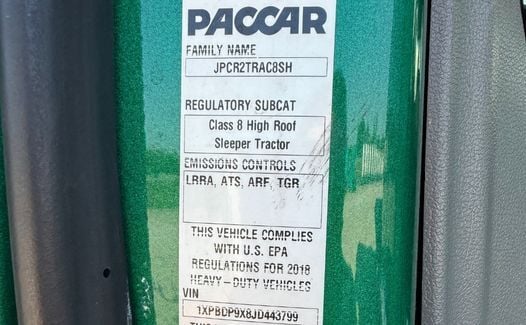 PACCAR
FAMILY NAME
JPCR2TRAC8SH
REGULATORY SUBCAT
Class 8 High Roof
Sleeper Tractor
EMISSIONS CONTROLS
LRRA, ATS, ARF, TGR
THIS VEHICLE COMPLIES
WITH U.S. EPA
REGULATIONS FOR 2018
HEAVY-DUTY VEHICLES
VIN
1XPBDP9X8JD443799